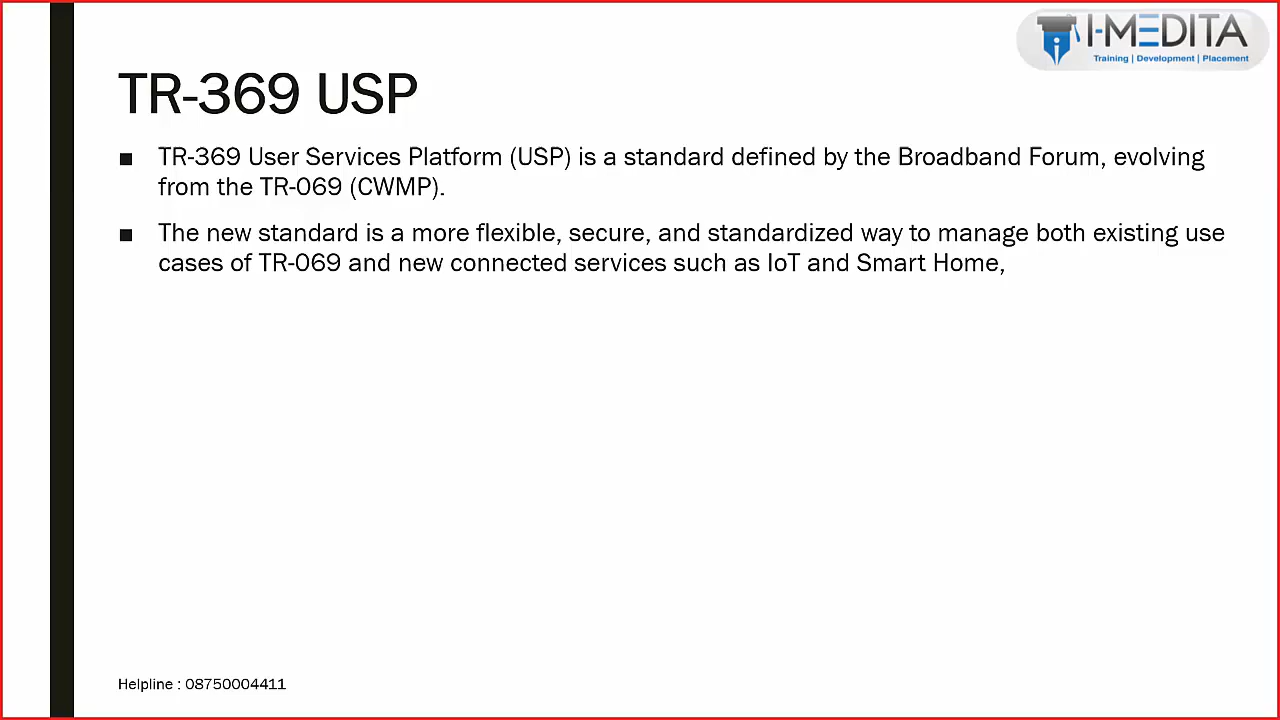 I-MEDITA
Training | Development | Placement
TR-369 USP
■ TR-369 User Services Platform (USP) is a standard defined by the Broadband Forum, evolving
from the TR-069 (CWMP).
■ The new standard is a more flexible, secure, and standardized way to manage both existing use
cases of TR-069 and new connected services such as IoT and Smart Home,
Helpline : 08750004411